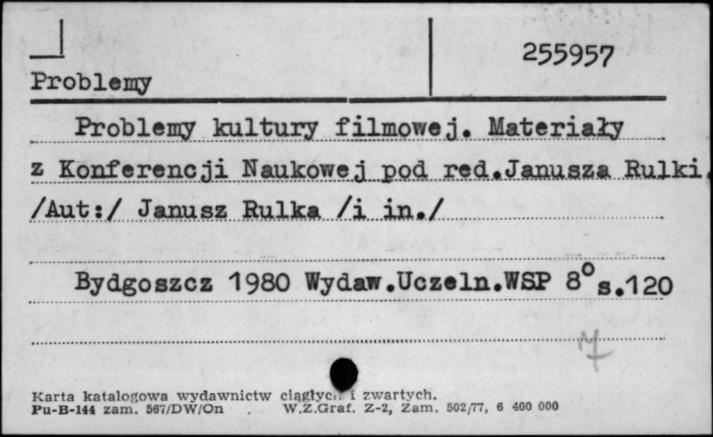 255957
Problemy
Problemy kultury filmowej. Materiały
z Konferencji Naukowej pod red.Janusza Rulki.
/Aut:/ Janusz Rulka /i in./
Bydgoszcz 1980 Wydaw.Uczeln.WSP 8° s.120
Karta katalogowa wydawnictw ciągłych i zwartych.
Pu-B-144 zam. 567/DW/On . W.Z.Graf. Z-2, Zam. 502/77, 6 400 000